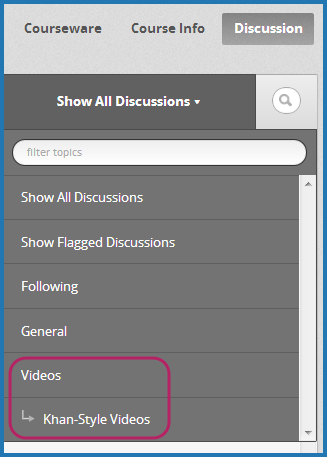 Courseware Course Info Discussion
Show All Discussions
filter topics
Show All Discussions
Show Flagged Discussions
Following
General
Videos
Khan-Style Videos